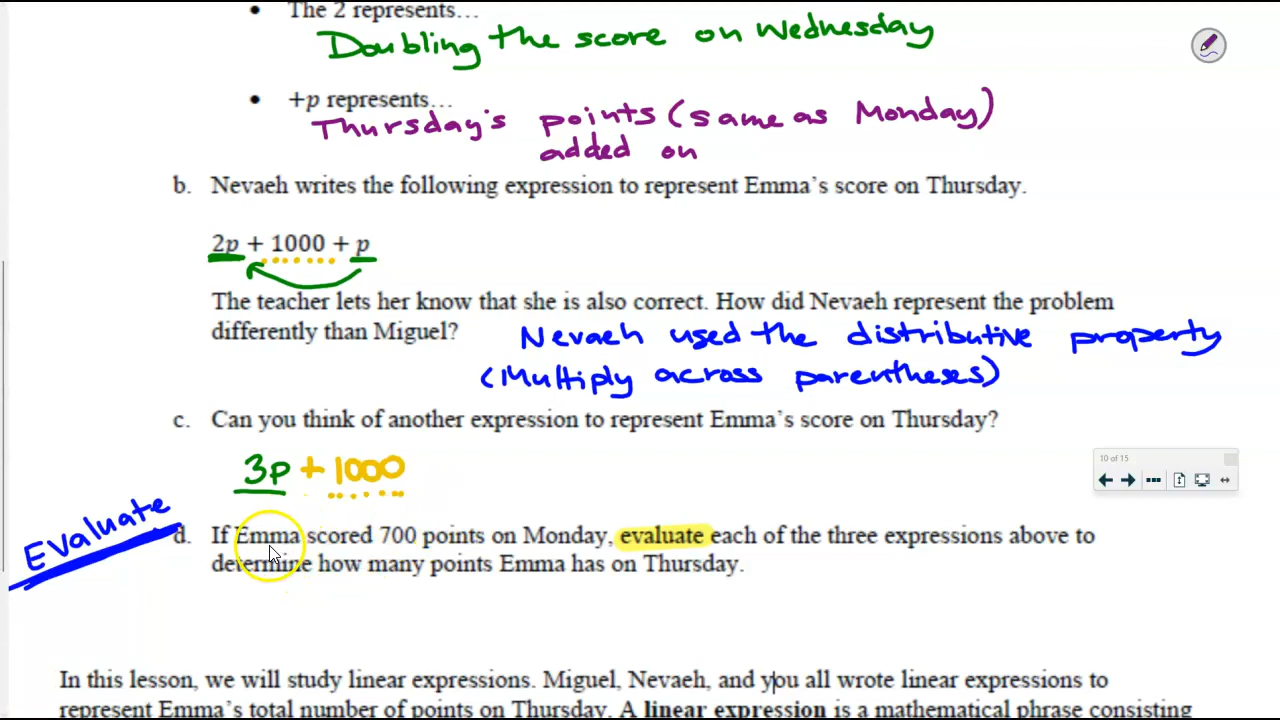 • The 2 represents…
Doubling the score on Wednesday
• +p represents…
Thursday's points (same as Monday)
added on
b. Nevaeh writes the following expression to represent Emma's score on Thursday.
2p + 1000 + p
The teacher lets her know that she is also correct. How did Nevaeh represent the problem
differently than Miguel?
Nevaeh used the distributive property
(Multiply across parentheses)
c. Can you think of another expression to represent Emma's score on Thursday?
3p + 1000
10 of 15
Evaluate
d. If Emma scored 700 points on Monday, evaluate each of the three expressions above to
determine how many points Emma has on Thursday.
In this lesson, we will study linear expressions. Miguel, Nevaeh, and you all wrote linear expressions to
represent Emma's total number of points on Thursday. A linear expression is a mathematical phrase consisting